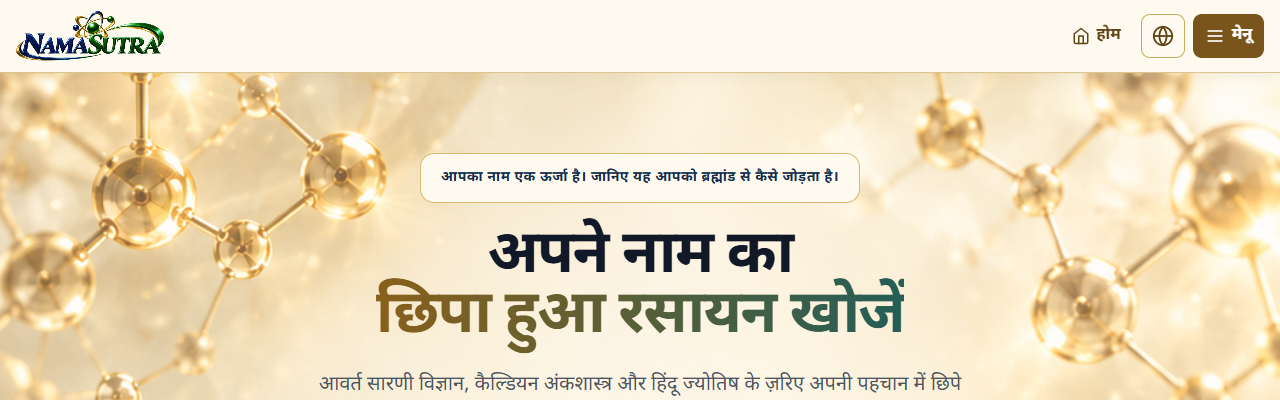 NAMASUTRA
होम
मेनू
आपका नाम एक ऊर्जा है। जानिए यह आपको ब्रह्मांड से कैसे जोड़ता है।
अपने नाम का
छिपा हुआ रसायन खोजें
आवर्त सारणी विज्ञान, कैल्डियन अंकशास्त्र और हिंदू ज्योतिष के ज़रिए अपनी पहचान में छिपे